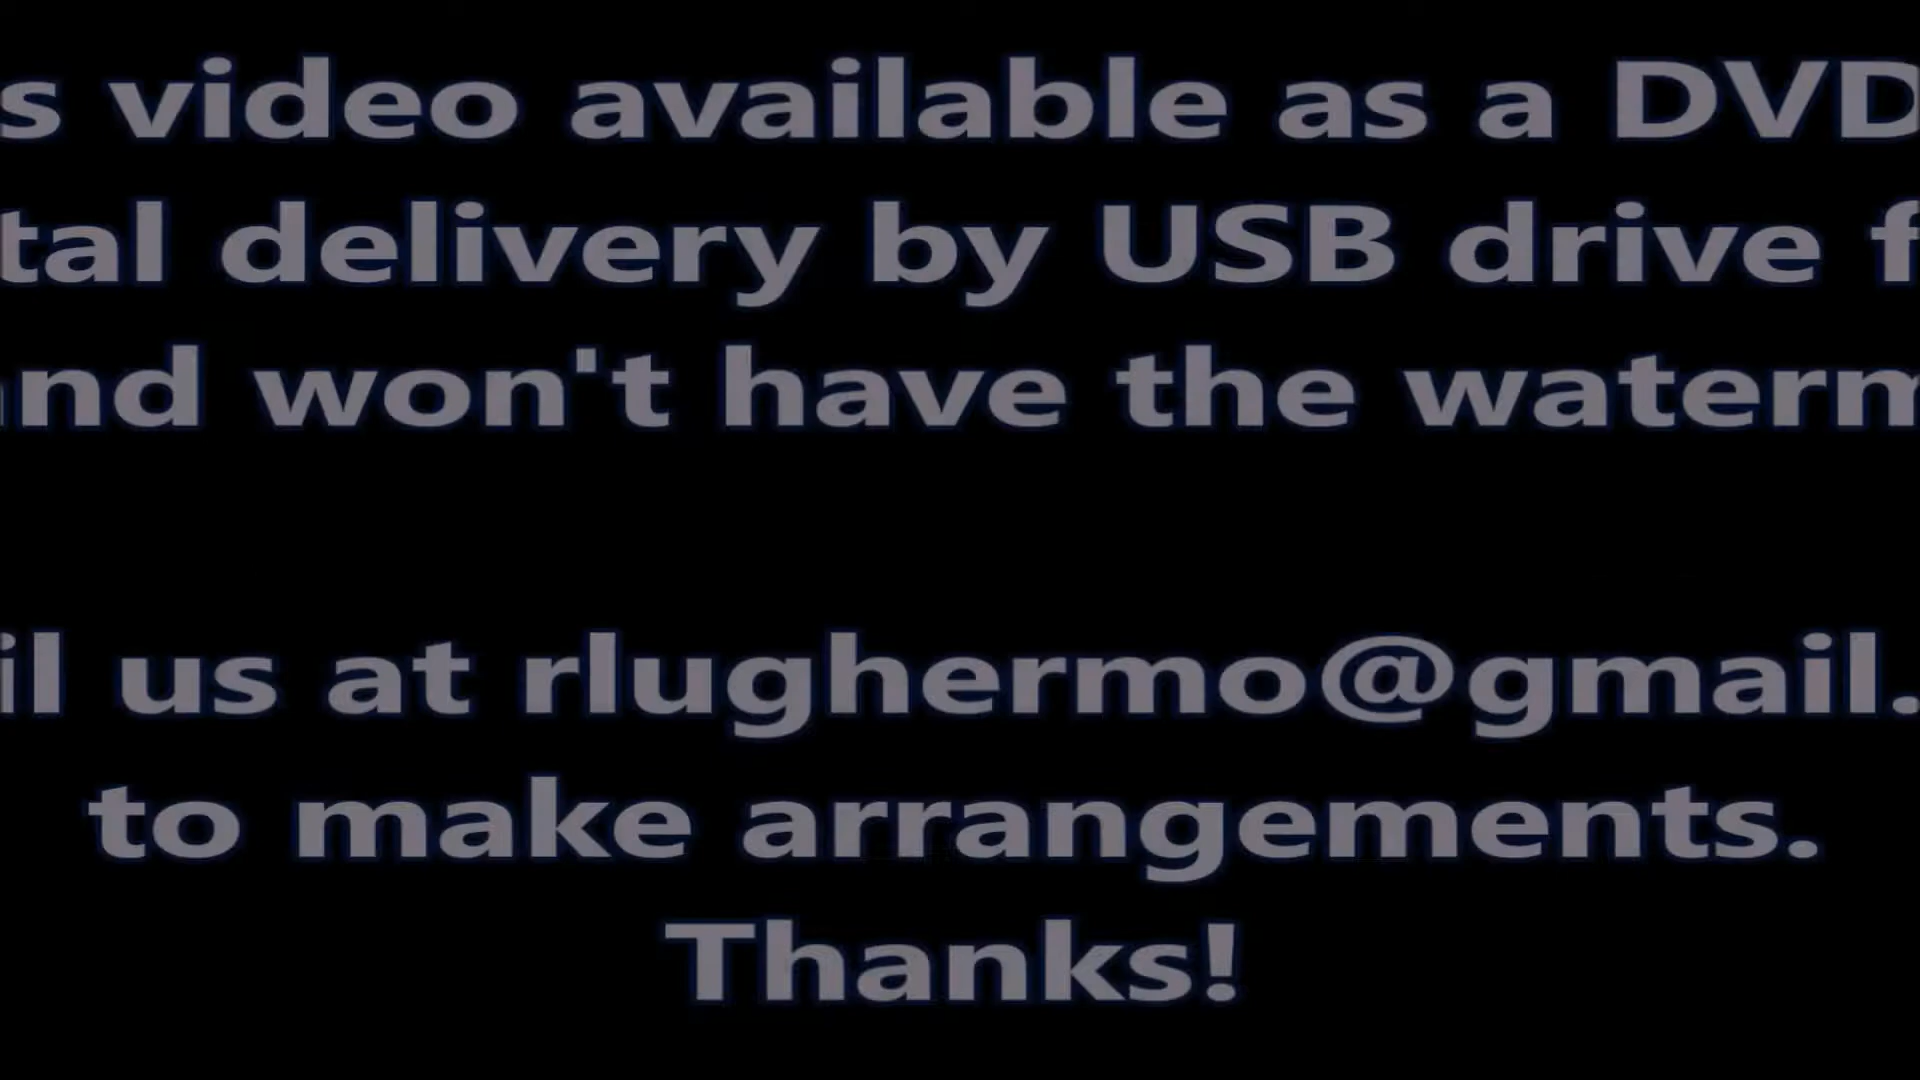 s video available as a DVD
tal delivery by USB drive f
nd won't have the waterm
il us at rlughermo@gmail.
to make arrangements.
Thanks!